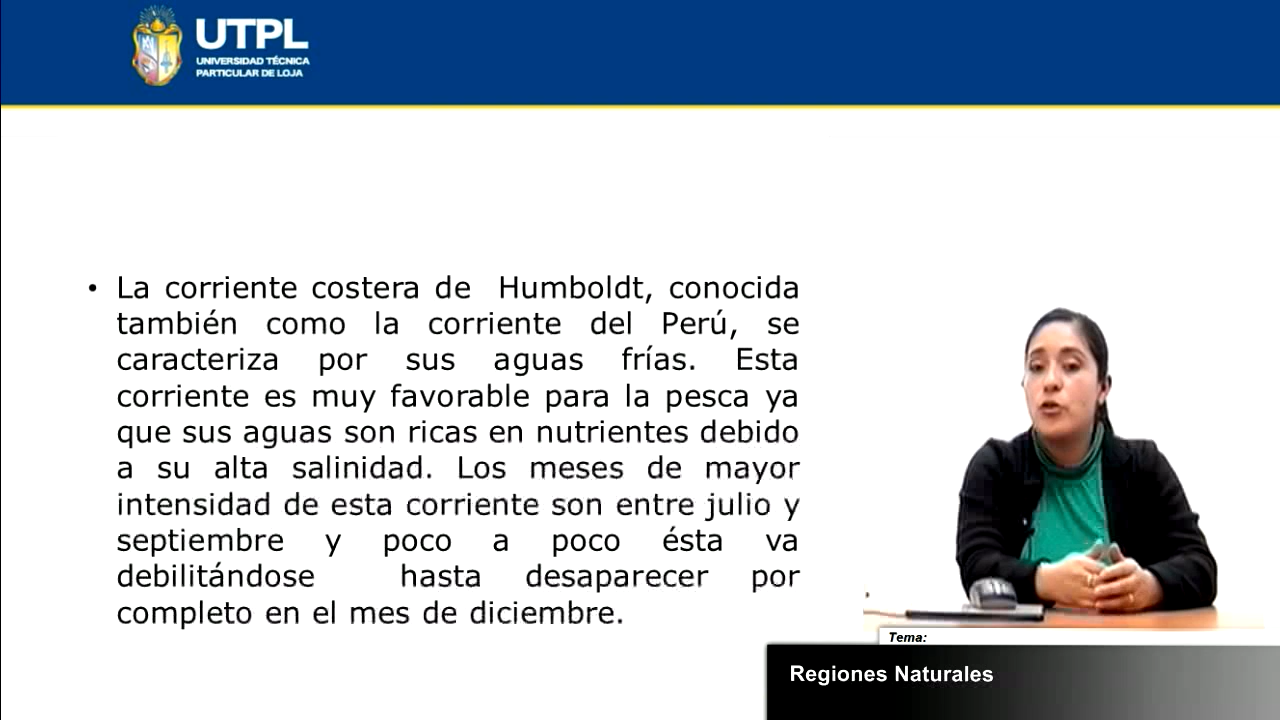 UTPL
UNIVERSIDAD TÉCNICA
PARTICULAR DE LOJA
• La corriente costera de Humboldt, conocida
también como la corriente del Perú, se
caracteriza por sus aguas frías. Esta
corriente es muy favorable para la pesca ya
que sus aguas son ricas en nutrientes debido
a su alta salinidad. Los meses de mayor
intensidad de esta corriente son entre julio y
septiembre y poco a poco ésta va
debilitándose hasta desaparecer por
completo en el mes de diciembre.
Tema:
Regiones Naturales